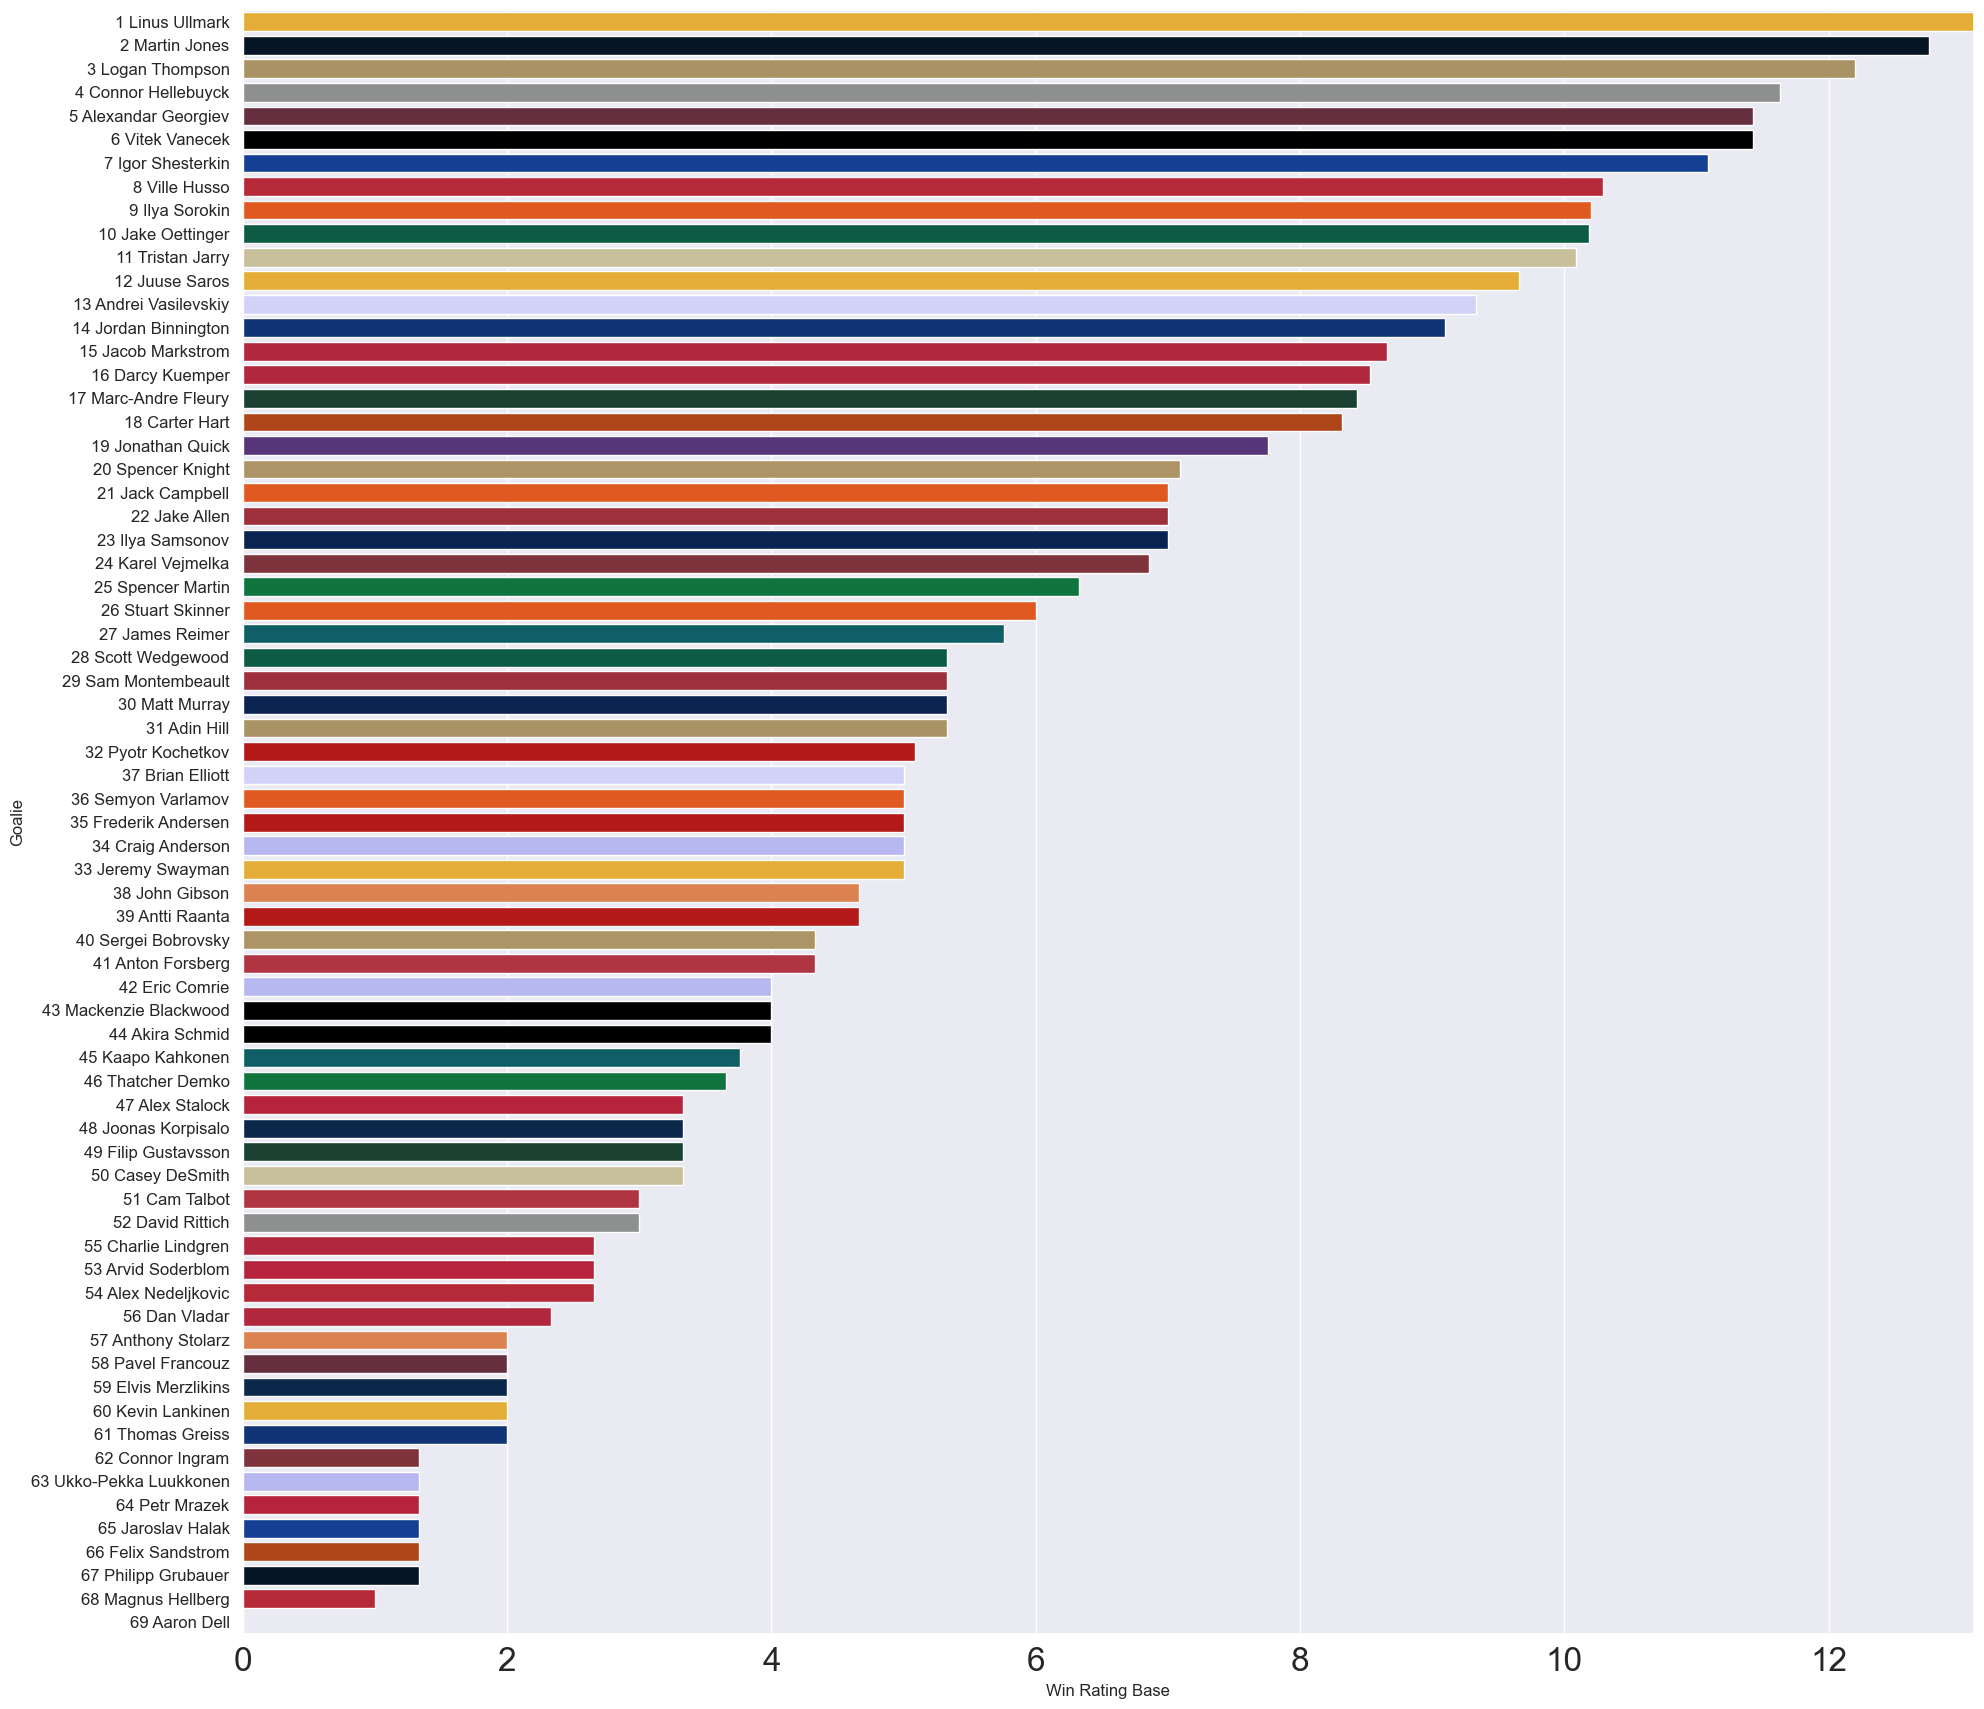 1 Linus Ullmark
2 Martin Jones
3 Logan Thompson
4 Connor Hellebuyck
5 Alexandar Georgiev
6 Vitek Vanecek
7 Igor Shesterkin
8 Ville Husso
9 Ilya Sorokin
10 Jake Oettinger
11 Tristan Jarry
12 Juuse Saros
13 Andrei Vasilevskiy
14 Jordan Binnington
15 Jacob Markstrom
16 Darcy Kuemper
17 Marc-Andre Fleury
18 Carter Hart
19 Jonathan Quick
20 Spencer Knight
21 Jack Campbell
22 Jake Allen
23 Ilya Samsonov
24 Karel Vejmelka
25 Spencer Martin
26 Stuart Skinner
27 James Reimer
28 Scott Wedgewood
29 Sam Montembeault
30 Matt Murray
31 Adin Hill
32 Pyotr Kochetkov
37 Brian Elliott
36 Semyon Varlamov
35 Frederik Andersen
34 Craig Anderson
33 Jeremy Swayman
38 John Gibson
39 Antti Raanta
40 Sergei Bobrovsky
41 Anton Forsberg
42 Eric Comrie
43 Mackenzie Blackwood
44 Akira Schmid
45 Kaapo Kahkonen
46 Thatcher Demko
47 Alex Stalock
48 Joonas Korpisalo
49 Filip Gustavsson
50 Casey DeSmith
51 Cam Talbot
52 David Rittich
55 Charlie Lindgren
53 Arvid Soderblom
54 Alex Nedeljkovic
56 Dan Vladar
57 Anthony Stolarz
58 Pavel Francouz
59 Elvis Merzlikins
60 Kevin Lankinen
61 Thomas Greiss
62 Connor Ingram
63 Ukko-Pekka Luukkonen
64 Petr Mrazek
65 Jaroslav Halak
66 Felix Sandstrom
67 Philipp Grubauer
68 Magnus Hellberg
69 Aaron Dell
Goalie
0 2 4 6 8 10 12
Win Rating Base